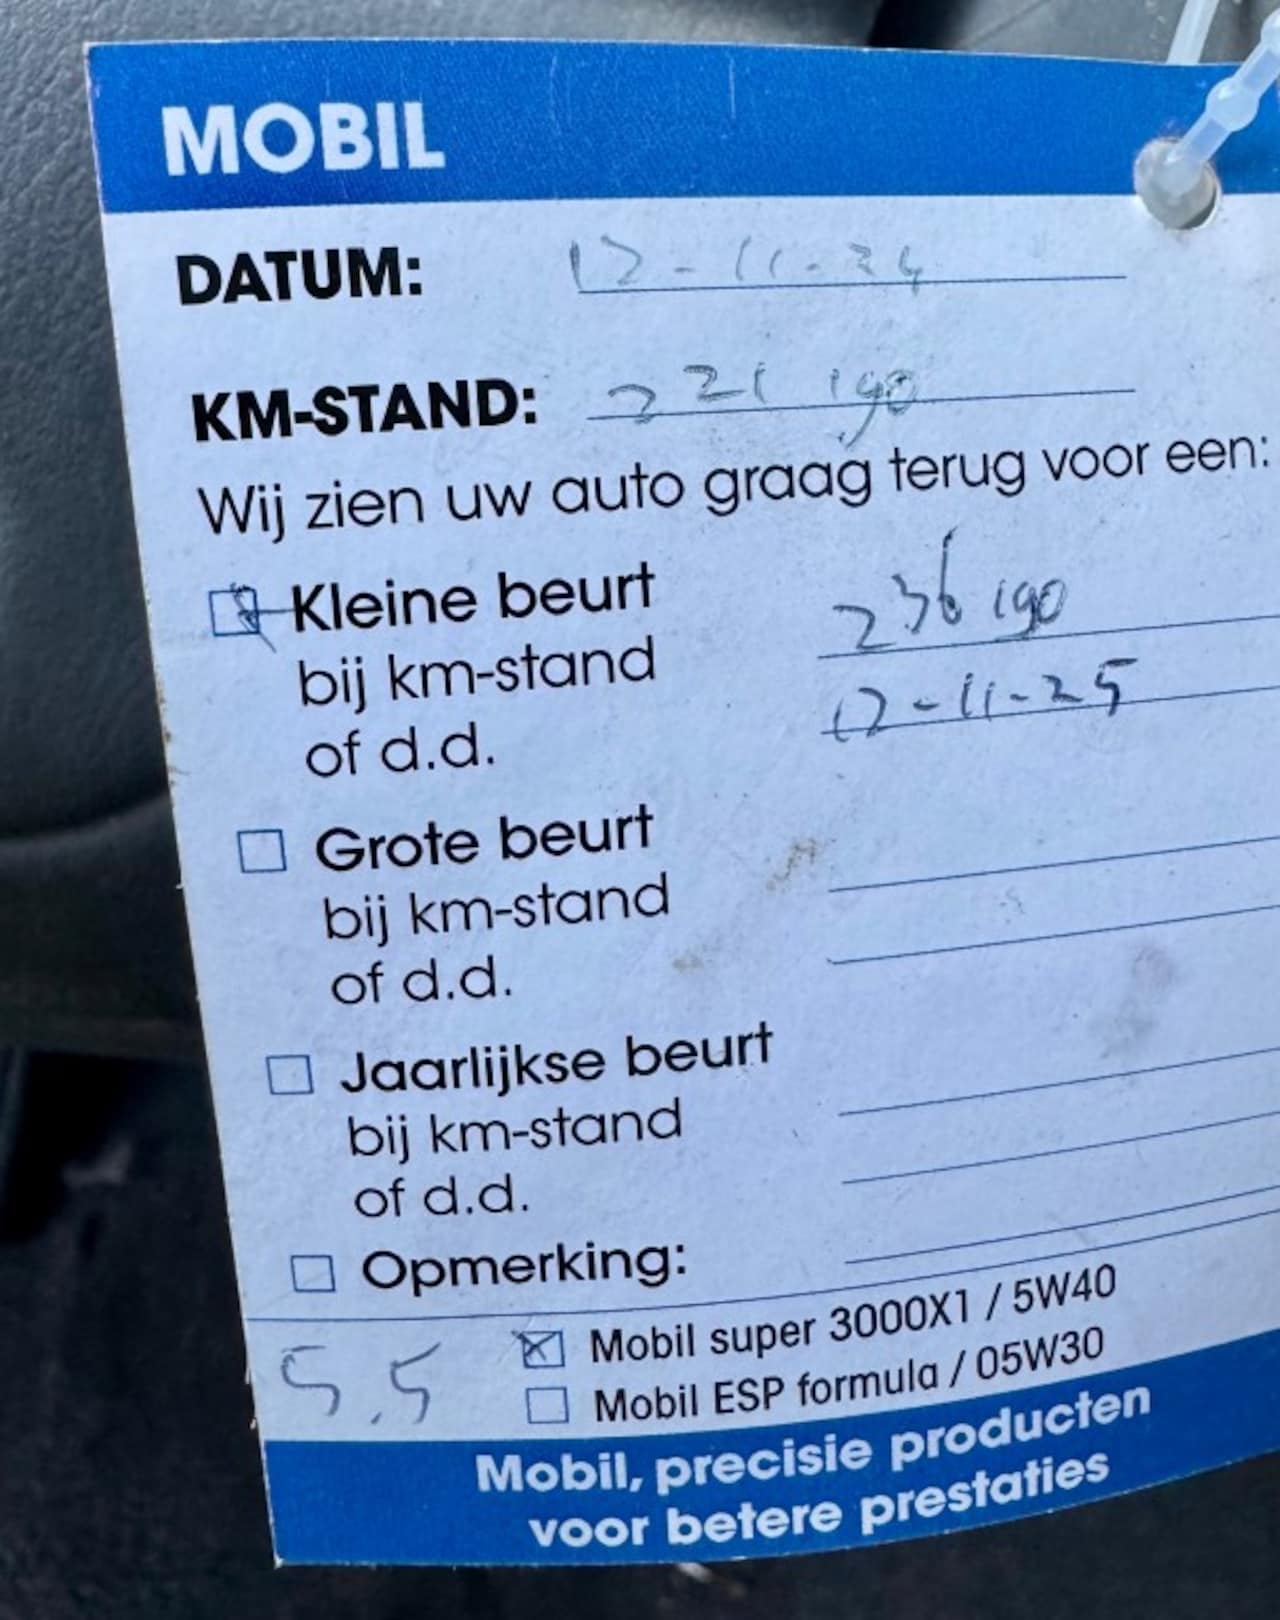 MOBIL
DATUM: 12-11-24
KM-STAND: 221 190
Wij zien uw auto graag terug voor een:
Kleine beurt
bij km-stand 236 190
of d.d. 12-11-25
Grote beurt
bij km-stand
of d.d.
Jaarlijkse beurt
bij km-stand
of d.d.
Opmerking:
5.5
Mobil super 3000X1 / 5W40
Mobil ESP formula / 05W30
Mobil, precisie producten
voor betere prestaties